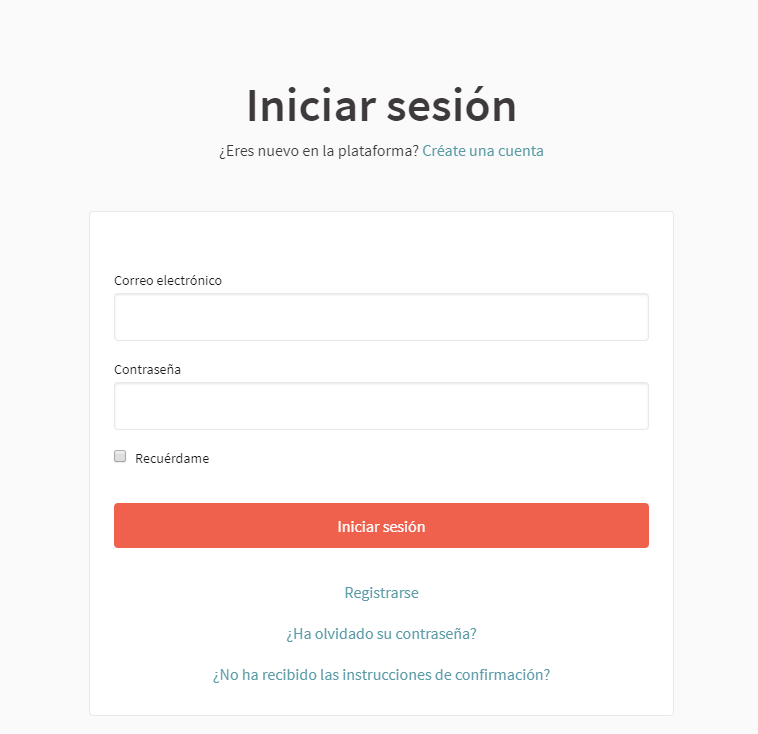 Iniciar sesión
¿Eres nuevo en la plataforma? Créate una cuenta
Correo electrónico
Contraseña
Recuérdame
Iniciar sesión
Registrarse
¿Ha olvidado su contraseña?
¿No ha recibido las instrucciones de confirmación?